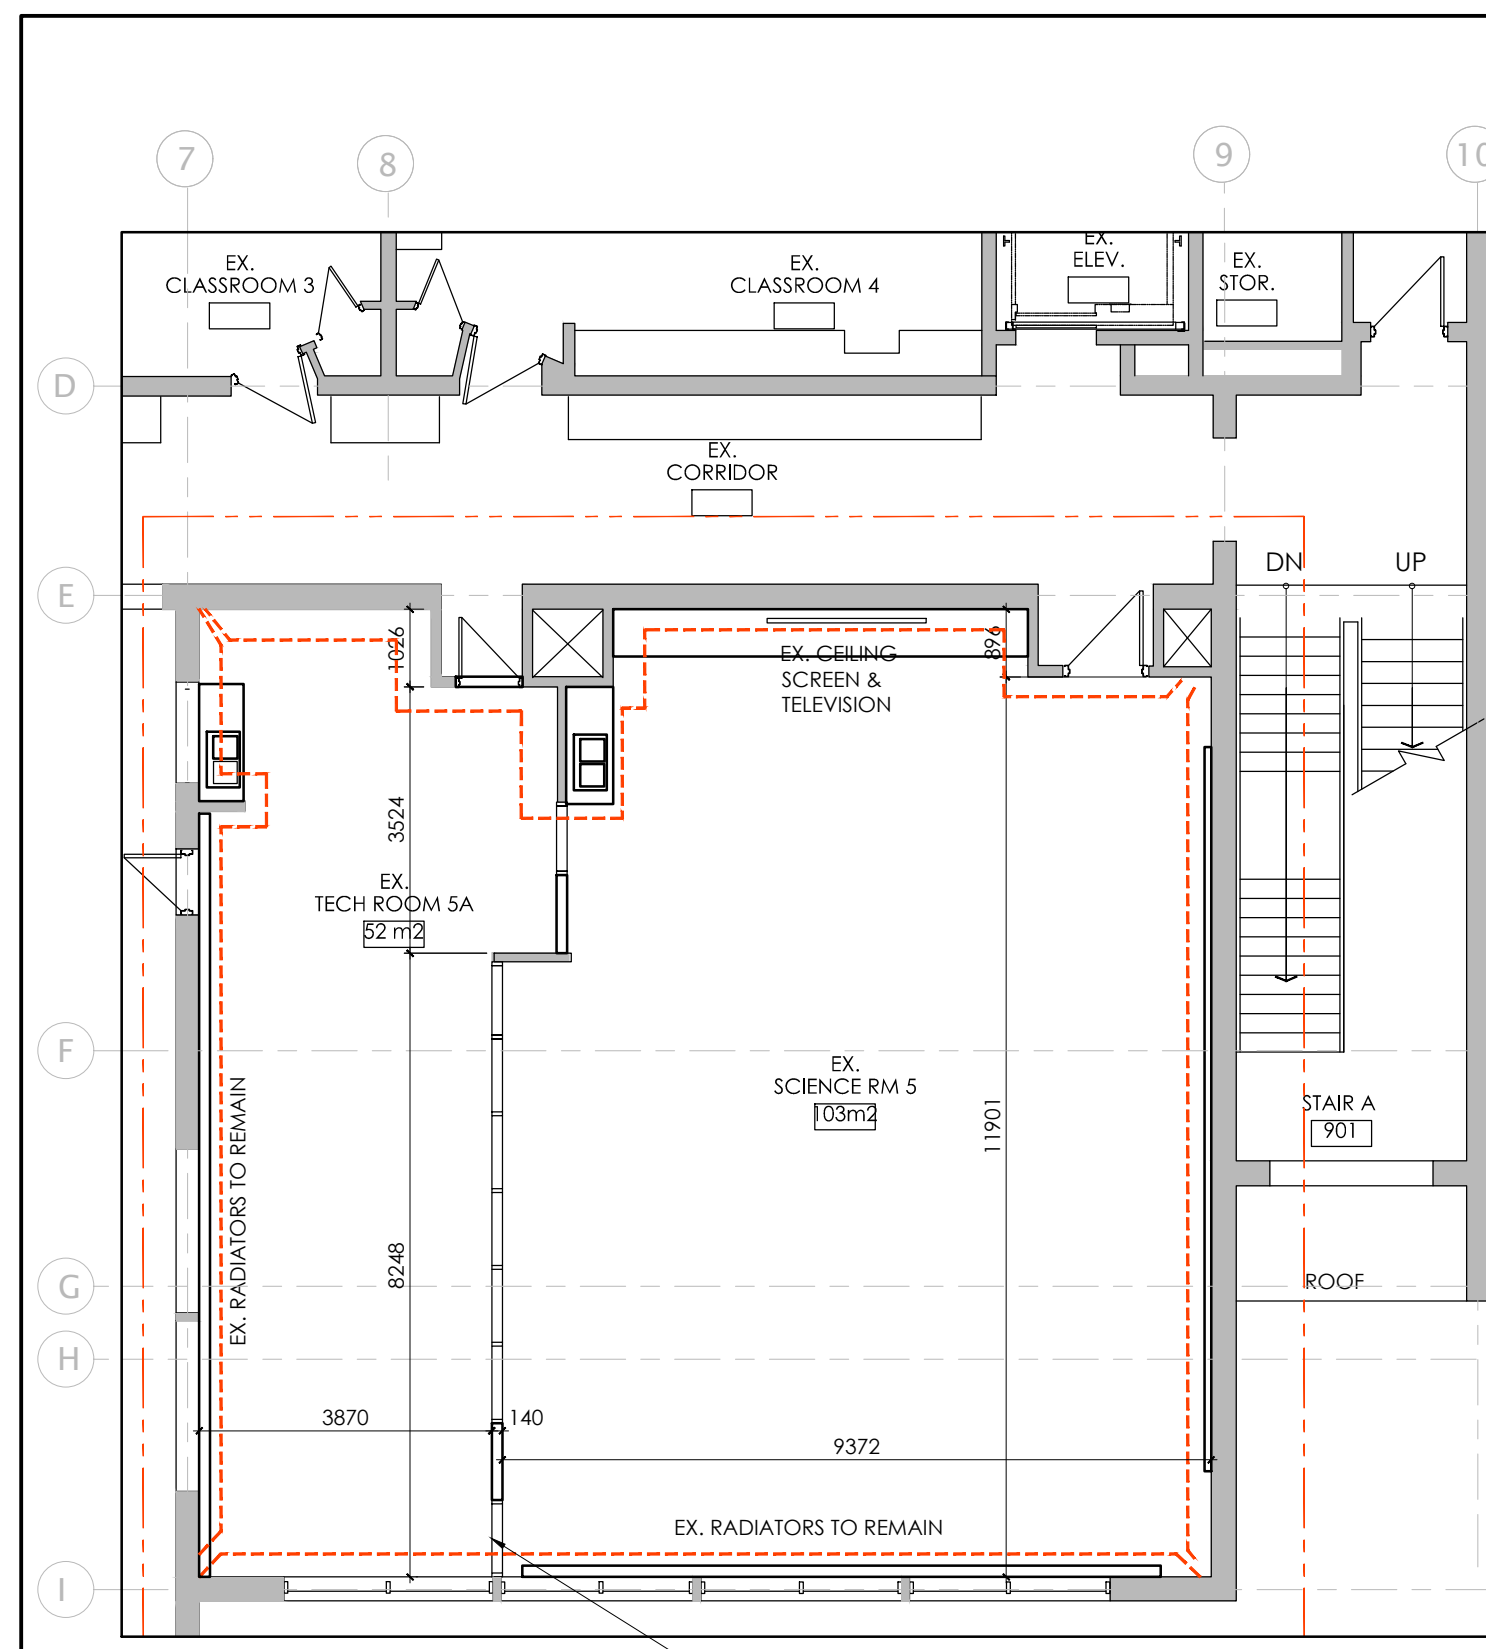 7
8
9
10
EX.
CLASSROOM 3
EX.
CLASSROOM 4
EX.
ELEV.
EX.
STOR.
D
EX.
CORRIDOR
E
DN
UP
1026
896
EX. CEILING
SCREEN &
TELEVISION
3524
EX.
TECH ROOM 5A
52 m2
F
EX.
SCIENCE RM 5
103m2
11901
STAIR A
901
EX. RADIATORS TO REMAIN
8248
G
ROOF
H
3870
140
9372
EX. RADIATORS TO REMAIN
I